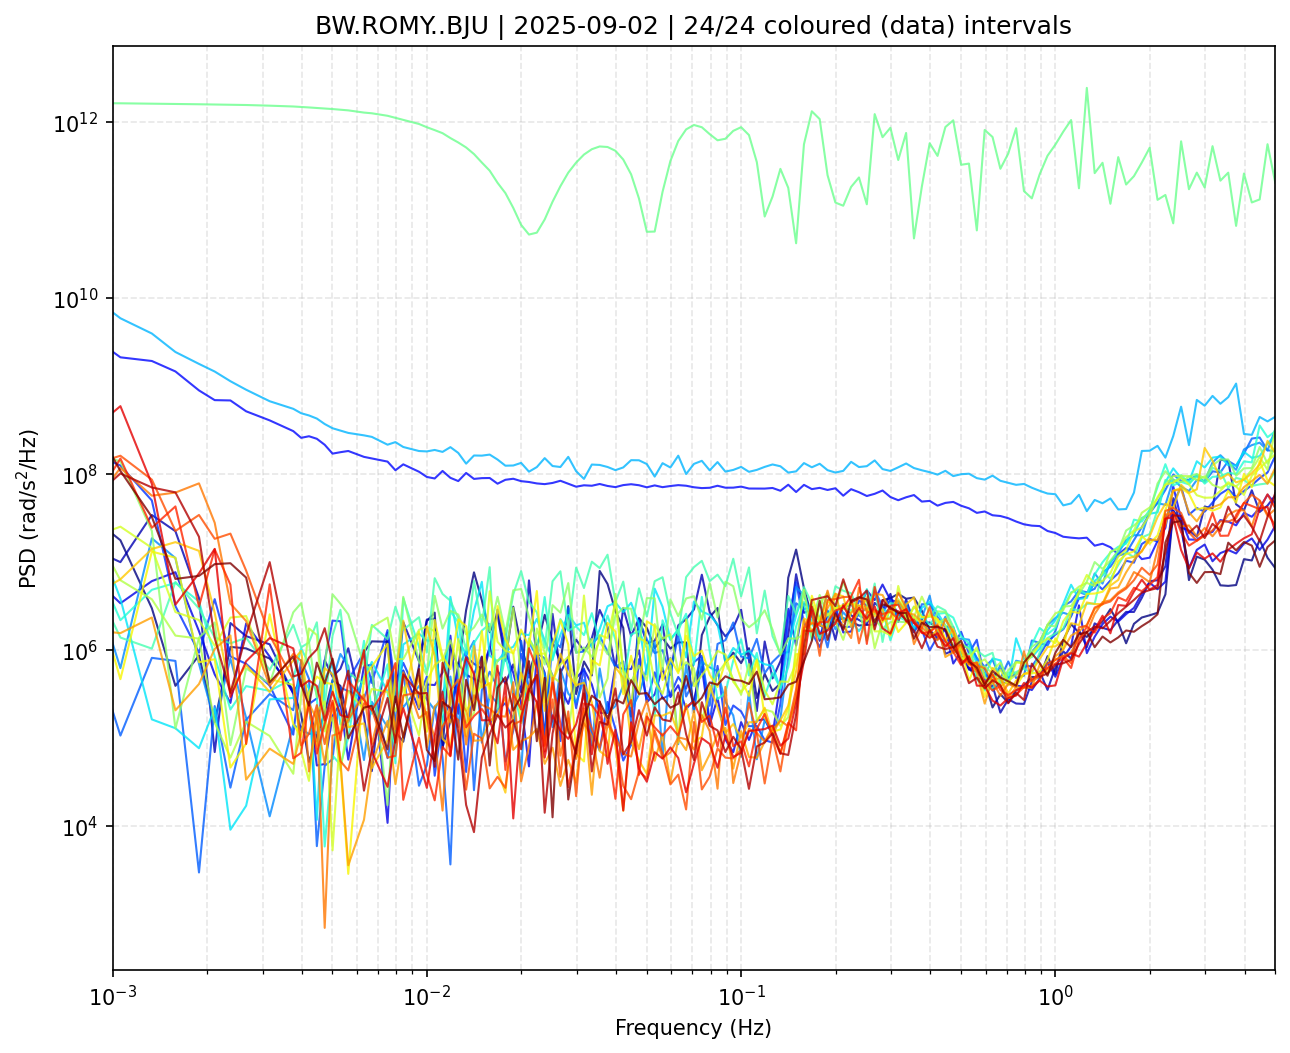 BW.ROMY..BJU | 2025-09-02 | 24/24 coloured (data) intervals
PSD (rad/s²/Hz)
10¹²
10¹⁰
10⁸
10⁶
10⁴
10⁻³ 10⁻² 10⁻¹ 10⁰
Frequency (Hz)